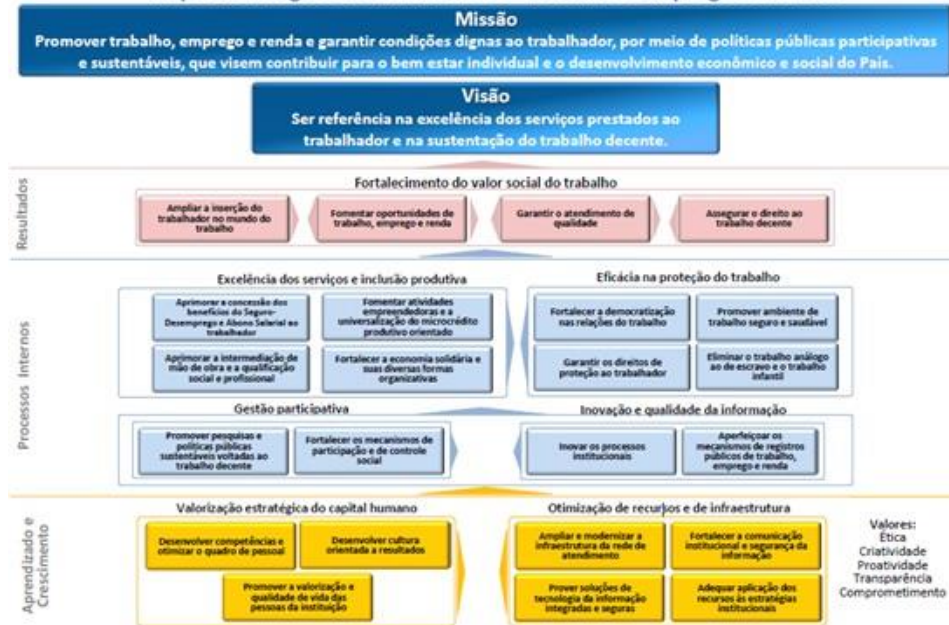 Missão
Promover trabalho, emprego e renda e garantir condições dignas ao trabalhador, por meio de políticas públicas participativas
e sustentáveis, que visem contribuir para o bem estar individual e o desenvolvimento econômico e social do País.
Visão
Ser referência na excelência dos serviços prestados ao
trabalhador e na sustentação do trabalho decente.
Resultados
Fortalecimento do valor social do trabalho
Ampliar a inserção do
trabalhador no mundo do
trabalho
Fomentar oportunidades de
trabalho, emprego e renda
Garantir o atendimento de
qualidade
Assegurar o direito ao
trabalho decente
Processos Internos
Excelência dos serviços e inclusão produtiva
Aprimorar a concessão dos
benefícios do Seguro-
Desemprego e Abono Salarial ao
trabalhador
Fomentar atividades
empreendedoras e a
universalização do microcrédito
produtivo orientado
Aprimorar a intermediação de
mão de obra e a qualificação
social e profissional
Fortalecer a economia solidária e
suas diversas formas
organizativas
Eficácia na proteção do trabalho
Fortalecer a democratização
nas relações do trabalho
Promover ambiente de
trabalho seguro e saudável
Garantir os direitos de
proteção ao trabalhador
Eliminar o trabalho análogo
ao de escravo e o trabalho
infantil
Gestão participativa
Promover pesquisas e
políticas públicas
sustentáveis voltadas ao
trabalho decente
Fortalecer os mecanismos de
participação e de controle
social
Inovação e qualidade da informação
Inovar os processos
institucionais
Aperfeiçoar os
mecanismos de registros
públicos de trabalho,
emprego e renda
Aprendizado e
Crescimento
Valorização estratégica do capital humano
Desenvolver competências e
otimizar o quadro de pessoal
Desenvolver cultura
orientada a resultados
Promover a valorização e
qualidade de vida das
pessoas da instituição
Otimização de recursos e de infraestrutura
Ampliar e modernizar a
infraestrutura da rede de
atendimento
Fortalecer a comunicação
institucional e segurança da
informação
Prover soluções de
tecnologia da informação
integradas e seguras
Adequar aplicação dos
recursos às estratégias
institucionais
Valores:
Ética
Criatividade
Proatividade
Transparência
Comprometimento